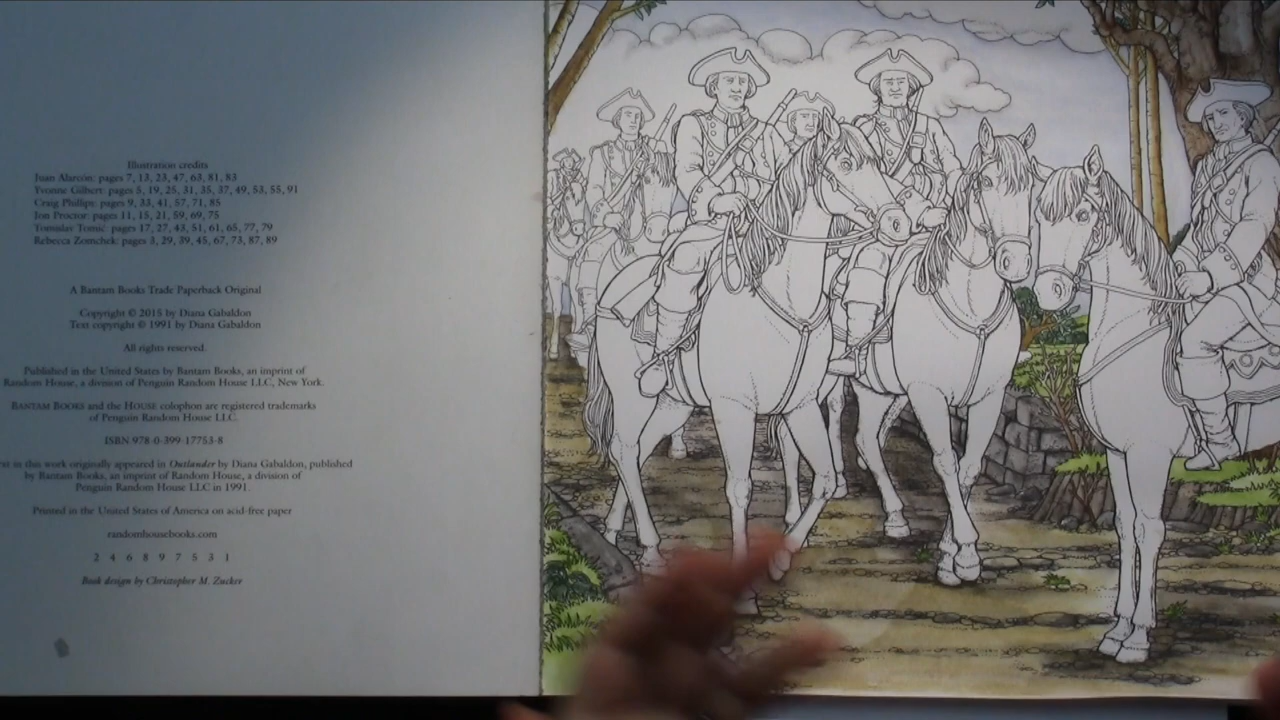 Illustration credits
Juan Alarcón: pages 7, 13, 23, 47, 63, 81, 83
Yvonne Gilbert: pages 5, 19, 25, 31, 35, 37, 49, 53, 55, 91
Craig Phillips: pages 9, 33, 41, 57, 71, 85
Jon Proctor: pages 11, 15, 21, 59, 69, 75
Tomislav Tomić: pages 17, 27, 43, 51, 61, 65, 77, 79
Rebecca Zomchek: pages 3, 29, 39, 45, 67, 73, 87, 89
A Bantam Books Trade Paperback Original
Copyright © 2015 by Diana Gabaldon
Text copyright © 1991 by Diana Gabaldon
All rights reserved.
Published in the United States by Bantam Books, an imprint of
Random House, a division of Penguin Random House LLC, New York.
BANTAM BOOKS and the HOUSE colophon are registered trademarks
of Penguin Random House LLC.
ISBN 978-0-399-17753-8
in this work originally appeared in Outlander by Diana Gabaldon, published
by Bantam Books, an imprint of Random House, a division of
Penguin Random House LLC in 1991.
Printed in the United States of America on acid-free paper
randomhousebooks.com
2 4 6 8 9 7 5 3 1
Book design by Christopher M. Zucker